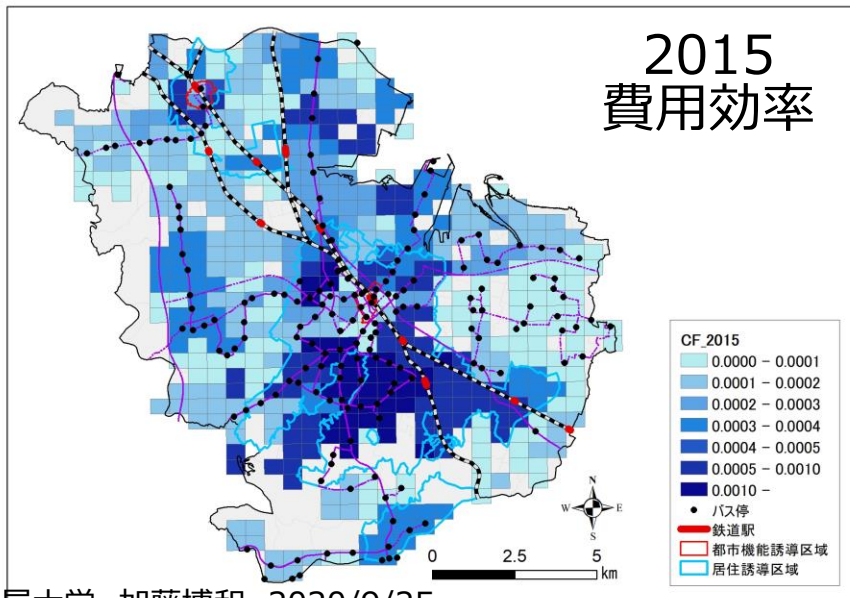 2015
費用効率
CF_2015
0.0000 - 0.0001
0.0001 - 0.0002
0.0002 - 0.0003
0.0003 - 0.0004
0.0004 - 0.0005
0.0005 - 0.0010
0.0010 -
バス停
鉄道駅
都市機能誘導区域
居住誘導区域
N
W E
S
0 2.5 5
km
屋大学 加藤博和 2020/9/25